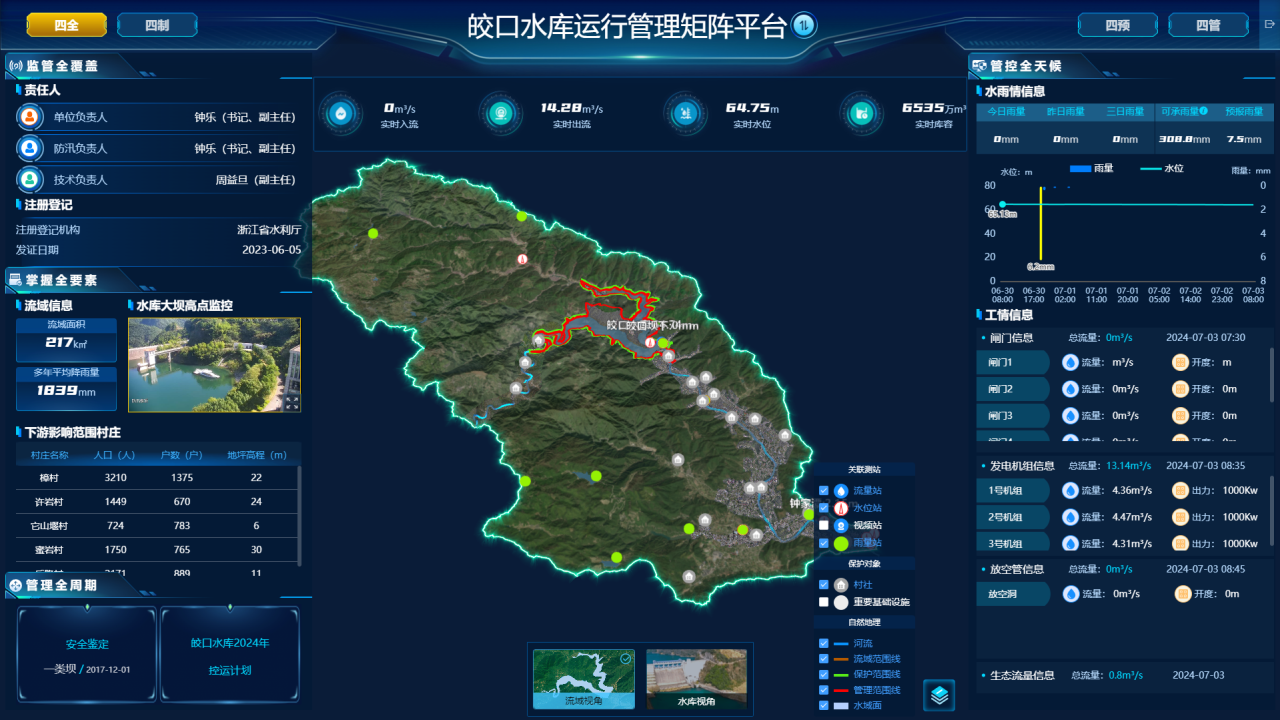 四全
四制
皎口水库运行管理矩阵平台
四预
四管
监管全覆盖
责任人
单位负责人 钟乐（书记、副主任）
防汛负责人 钟乐（书记、副主任）
技术负责人 周益旦（副主任）
注册登记
注册登记机构 浙江省水利厅
发证日期 2023-06-05
掌握全要素
流域信息
流域面积
217km²
多年平均降雨量
1839mm
水库大坝高点监控
下游影响范围村庄
村庄名称 人口（人） 户数（户） 地坪高程（m）
樟村 3210 1375 22
许岩村 1449 670 24
它山堰村 724 783 6
蜜岩村 1750 765 30
3171 889 11
管理全周期
安全鉴定
一类坝 / 2017-12-01
皎口水库2024年
控运计划
0m³/s
实时入流
14.28m³/s
实时出流
64.75m
实时水位
6535万m³
实时库容
钟家
关联测站
流量站
水位站
视频站
雨量站
保护对象
村社
重要基础设施
自然地理
河流
流域范围线
保护范围线
管理范围线
水域面
流域视角
水库视角
管控全天候
水雨情信息
今日雨量 昨日雨量 三日雨量 可承雨量 预报雨量
0mm 0mm 0mm 308.8mm 7.5mm
水位：m 雨量 水位 雨量：mm
80 0
60 2
40 4
20 6
0 8
6.3mm
06-30 08:00 06-30 17:00 07-01 02:00 07-01 11:00 07-01 20:00 07-02 05:00 07-02 14:00 07-02 23:00 07-03 08:00
工情信息
闸门信息 总流量：0m³/s 2024-07-03 07:30
闸门1 流量：m³/s 开度：m
闸门2 流量：0m³/s 开度：0m
闸门3 流量：0m³/s 开度：0m
闸门4 流量：0m³/s 开度：0m
发电机组信息 总流量：13.14m³/s 2024-07-03 08:35
1号机组 流量：4.36m³/s 出力：1000Kw
2号机组 流量：4.47m³/s 出力：1000Kw
3号机组 流量：4.31m³/s 出力：1000Kw
放空管信息 总流量：0m³/s 2024-07-03 08:45
放空洞 流量：0m³/s 开度：0m
生态流量信息 总流量：0.8m³/s 2024-07-03